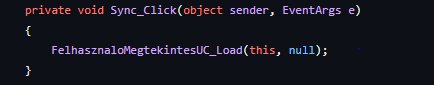 private void Sync_Click(object sender, EventArgs e)
{
FelhasznaloMegtekintesUC_Load(this, null);
}